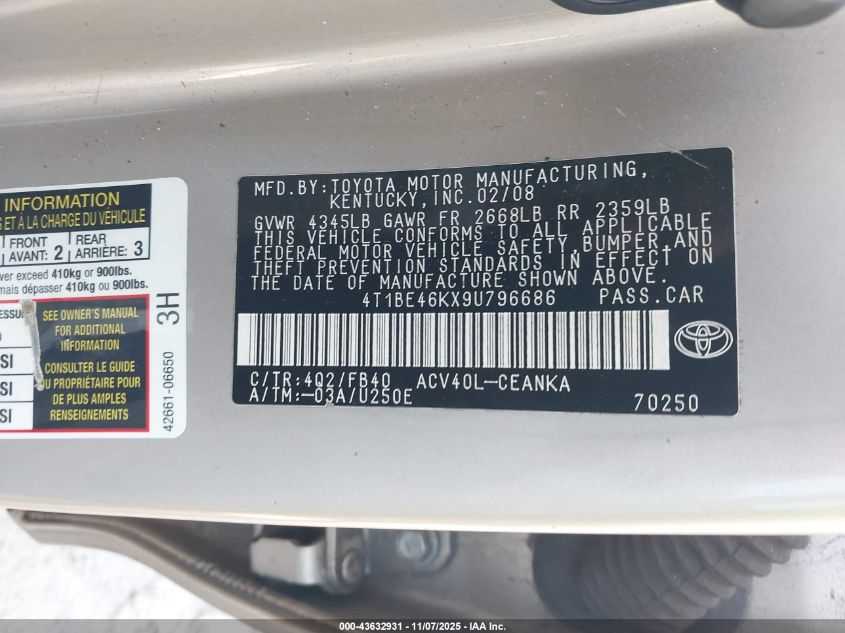 INFORMATION
S ET À LA CHARGE DU VÉHICULE
FRONT AVANT: 2 REAR ARRIÈRE: 3
ver exceed 410kg or 900lbs.
mais dépasser 410kg ou 900lbs.
SEE OWNER'S MANUAL
FOR ADDITIONAL
INFORMATION
CONSULTER LE GUIDE
DU PROPRIÉTAIRE POUR
DE PLUS AMPLES
RENSEIGNEMENTS
SI
SI
SI
3H
42661-06650
MFD.BY:TOYOTA MOTOR MANUFACTURING,
KENTUCKY, INC.02/08
GVWR 4345LB GAWR FR 2668LB RR 2359LB
THIS VEHICLE CONFORMS TO ALL APPLICABLE
FEDERAL MOTOR VEHICLE SAFETY,BUMPER,AND
THEFT PREVENTION STANDARDS IN EFFECT ON
THE DATE OF MANUFACTURE SHOWN ABOVE.
4T1BE46KX9U796686 PASS.CAR
C/TR:4Q2/FB40 ACV40L-CEANKA
A/TM:-03A/U250E 70250
000-43632931 - 11/07/2025 - IAA Inc.